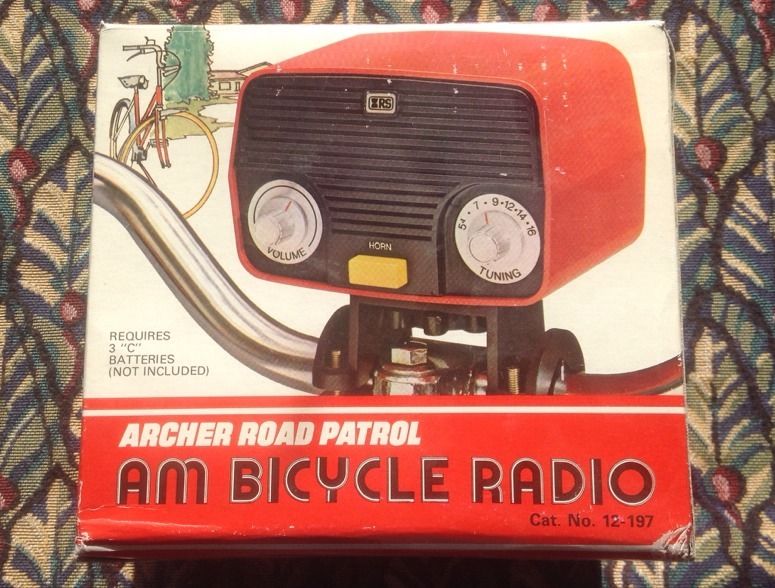 RS
HORN
VOLUME
54 · 7 · 9 · 12 · 14 · 16
TUNING
REQUIRES
3 "C"
BATTERIES
(NOT INCLUDED)
ARCHER ROAD PATROL
AM BICYCLE RADIO
Cat. No. 12-197